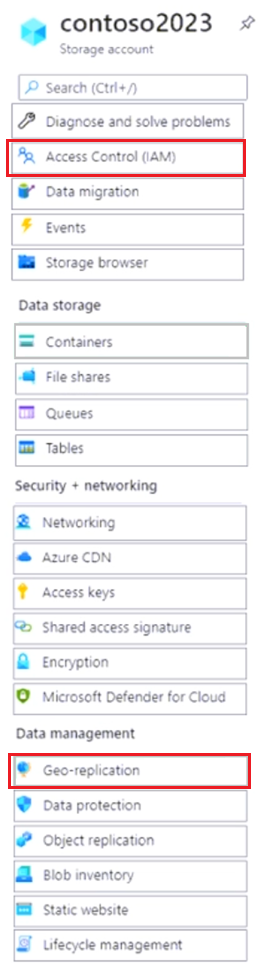 contoso2023
Storage account
Search (Ctrl+/)
Diagnose and solve problems
Access Control (IAM)
Data migration
Events
Storage browser
Data storage
Containers
File shares
Queues
Tables
Security + networking
Networking
Azure CDN
Access keys
Shared access signature
Encryption
Microsoft Defender for Cloud
Data management
Geo-replication
Data protection
Object replication
Blob inventory
Static website
Lifecycle management